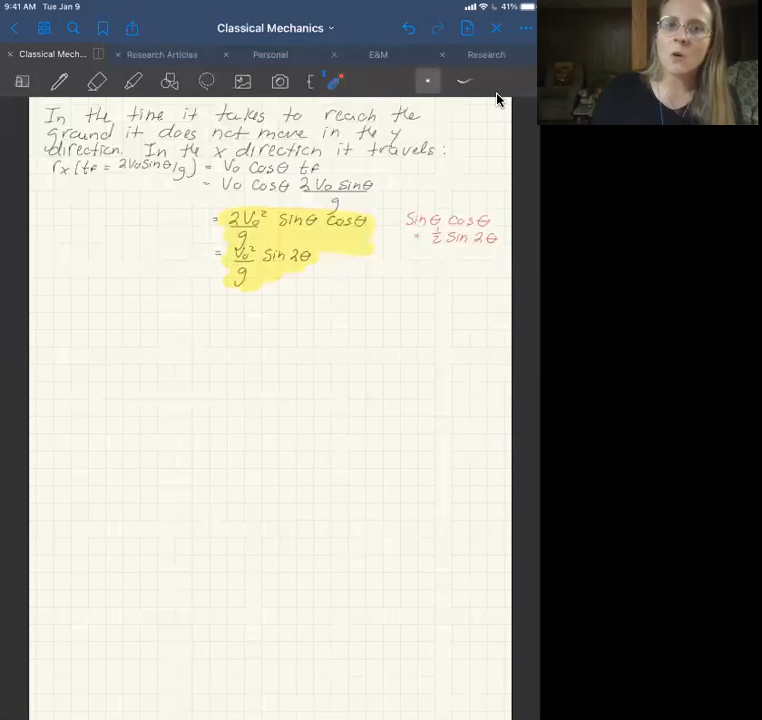 9:41 AM Tue Jan 9 41%
Classical Mechanics
Classical Mech... Research Articles Personal E&M Research
In the time it takes to reach the
ground it does not move in the y
direction. In the x direction it travels:
rx(tf = 2V0 sinθ/g) = V0 cosθ tf
= V0 cosθ 2V0 sinθ
g
= 2V0² sinθ cosθ
g
= V0² sin 2θ
g
sinθ cosθ
= ½ sin 2θ